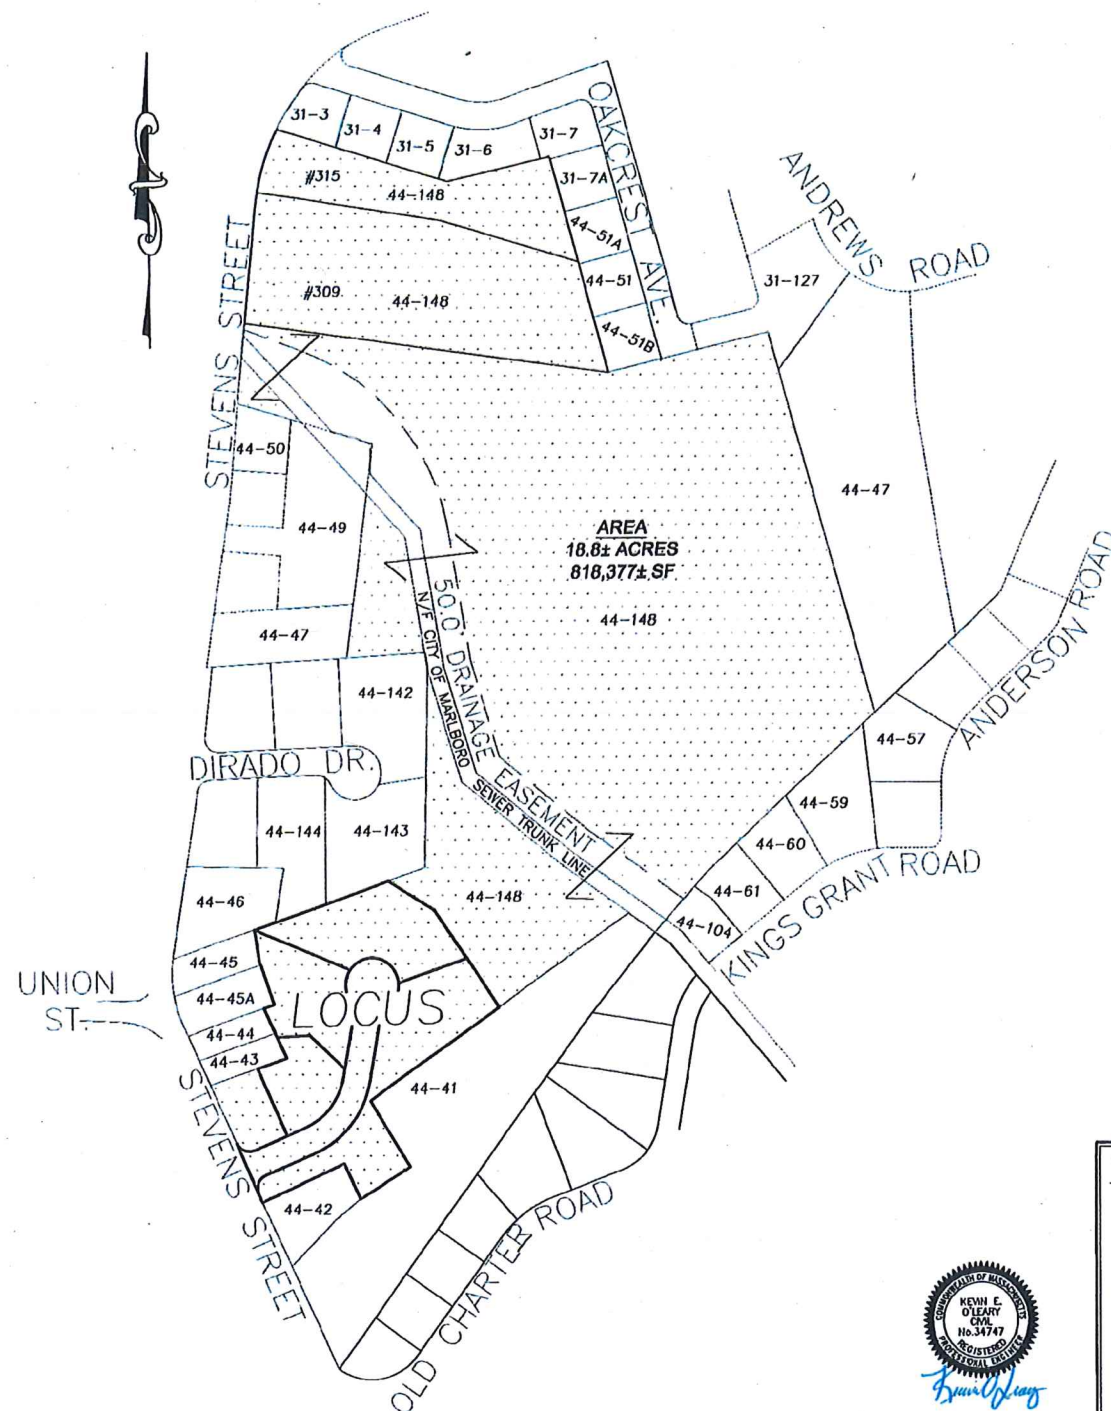 31-3
31-4
31-5
31-6
31-7
OAKCREST AVE.
#315
44-148
31-7A
44-51A
ANDREWS ROAD
STEVENS STREET
#309
44-148
44-51
31-127
44-51B
44-50
44-49
44-47
AREA
18.8± ACRES
818,377± SF
44-148
44-47
50.0' DRAINAGE EASEMENT
N/F CITY OF MARLBORO
SEWER TRUNK LINE
44-142
ANDERSON ROAD
44-57
DIRADO DR.
44-59
44-144
44-143
44-60
44-61
44-46
44-148
44-104
KINGS GRANT ROAD
44-45
UNION
ST.
44-45A
LOCUS
44-44
44-43
44-41
STEVENS STREET
44-42
OLD CHARTER ROAD
COMMONWEALTH OF MASSACHUSETTS
KEVIN E.
O'LEARY
CIVIL
No.34747
REGISTERED
PROFESSIONAL ENGINEER
Kevin O'Leary